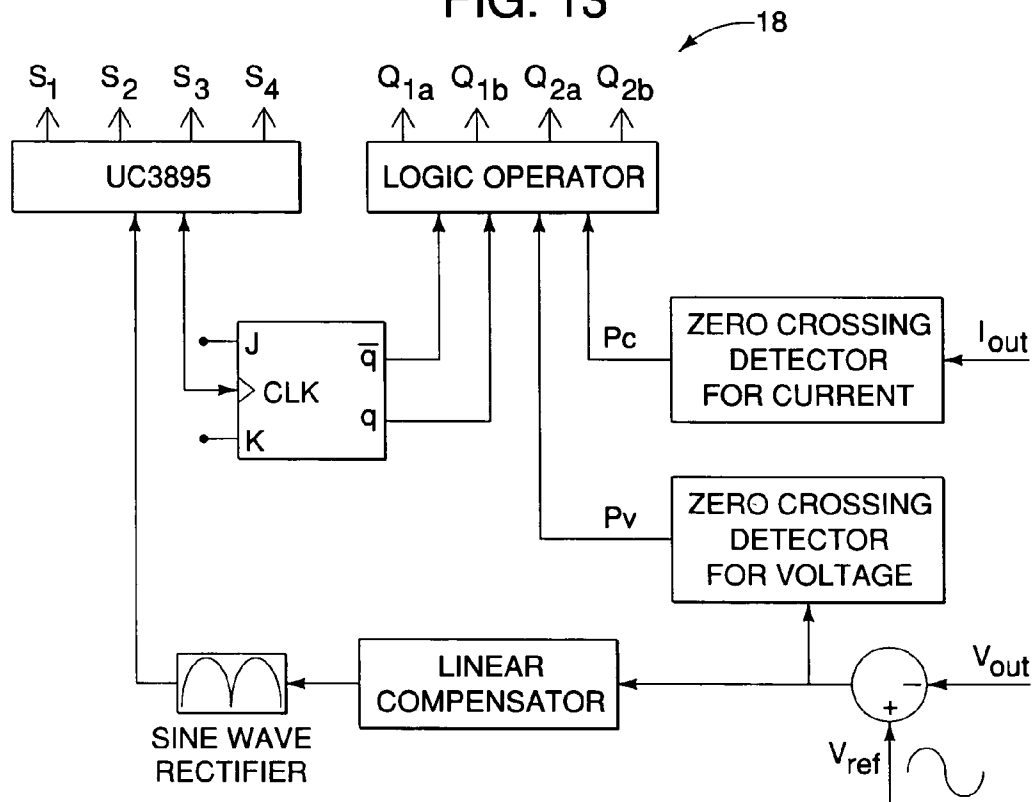 FIG. 13
18
S1 S2 S3 S4
Q1a Q1b Q2a Q2b
UC3895
LOGIC OPERATOR
J
CLK
K
q̅
q
Pc
ZERO CROSSING
DETECTOR
FOR CURRENT
Iout
Pv
ZERO CROSSING
DETECTOR
FOR VOLTAGE
LINEAR
COMPENSATOR
SINE WAVE
RECTIFIER
−
+
Vout
Vref